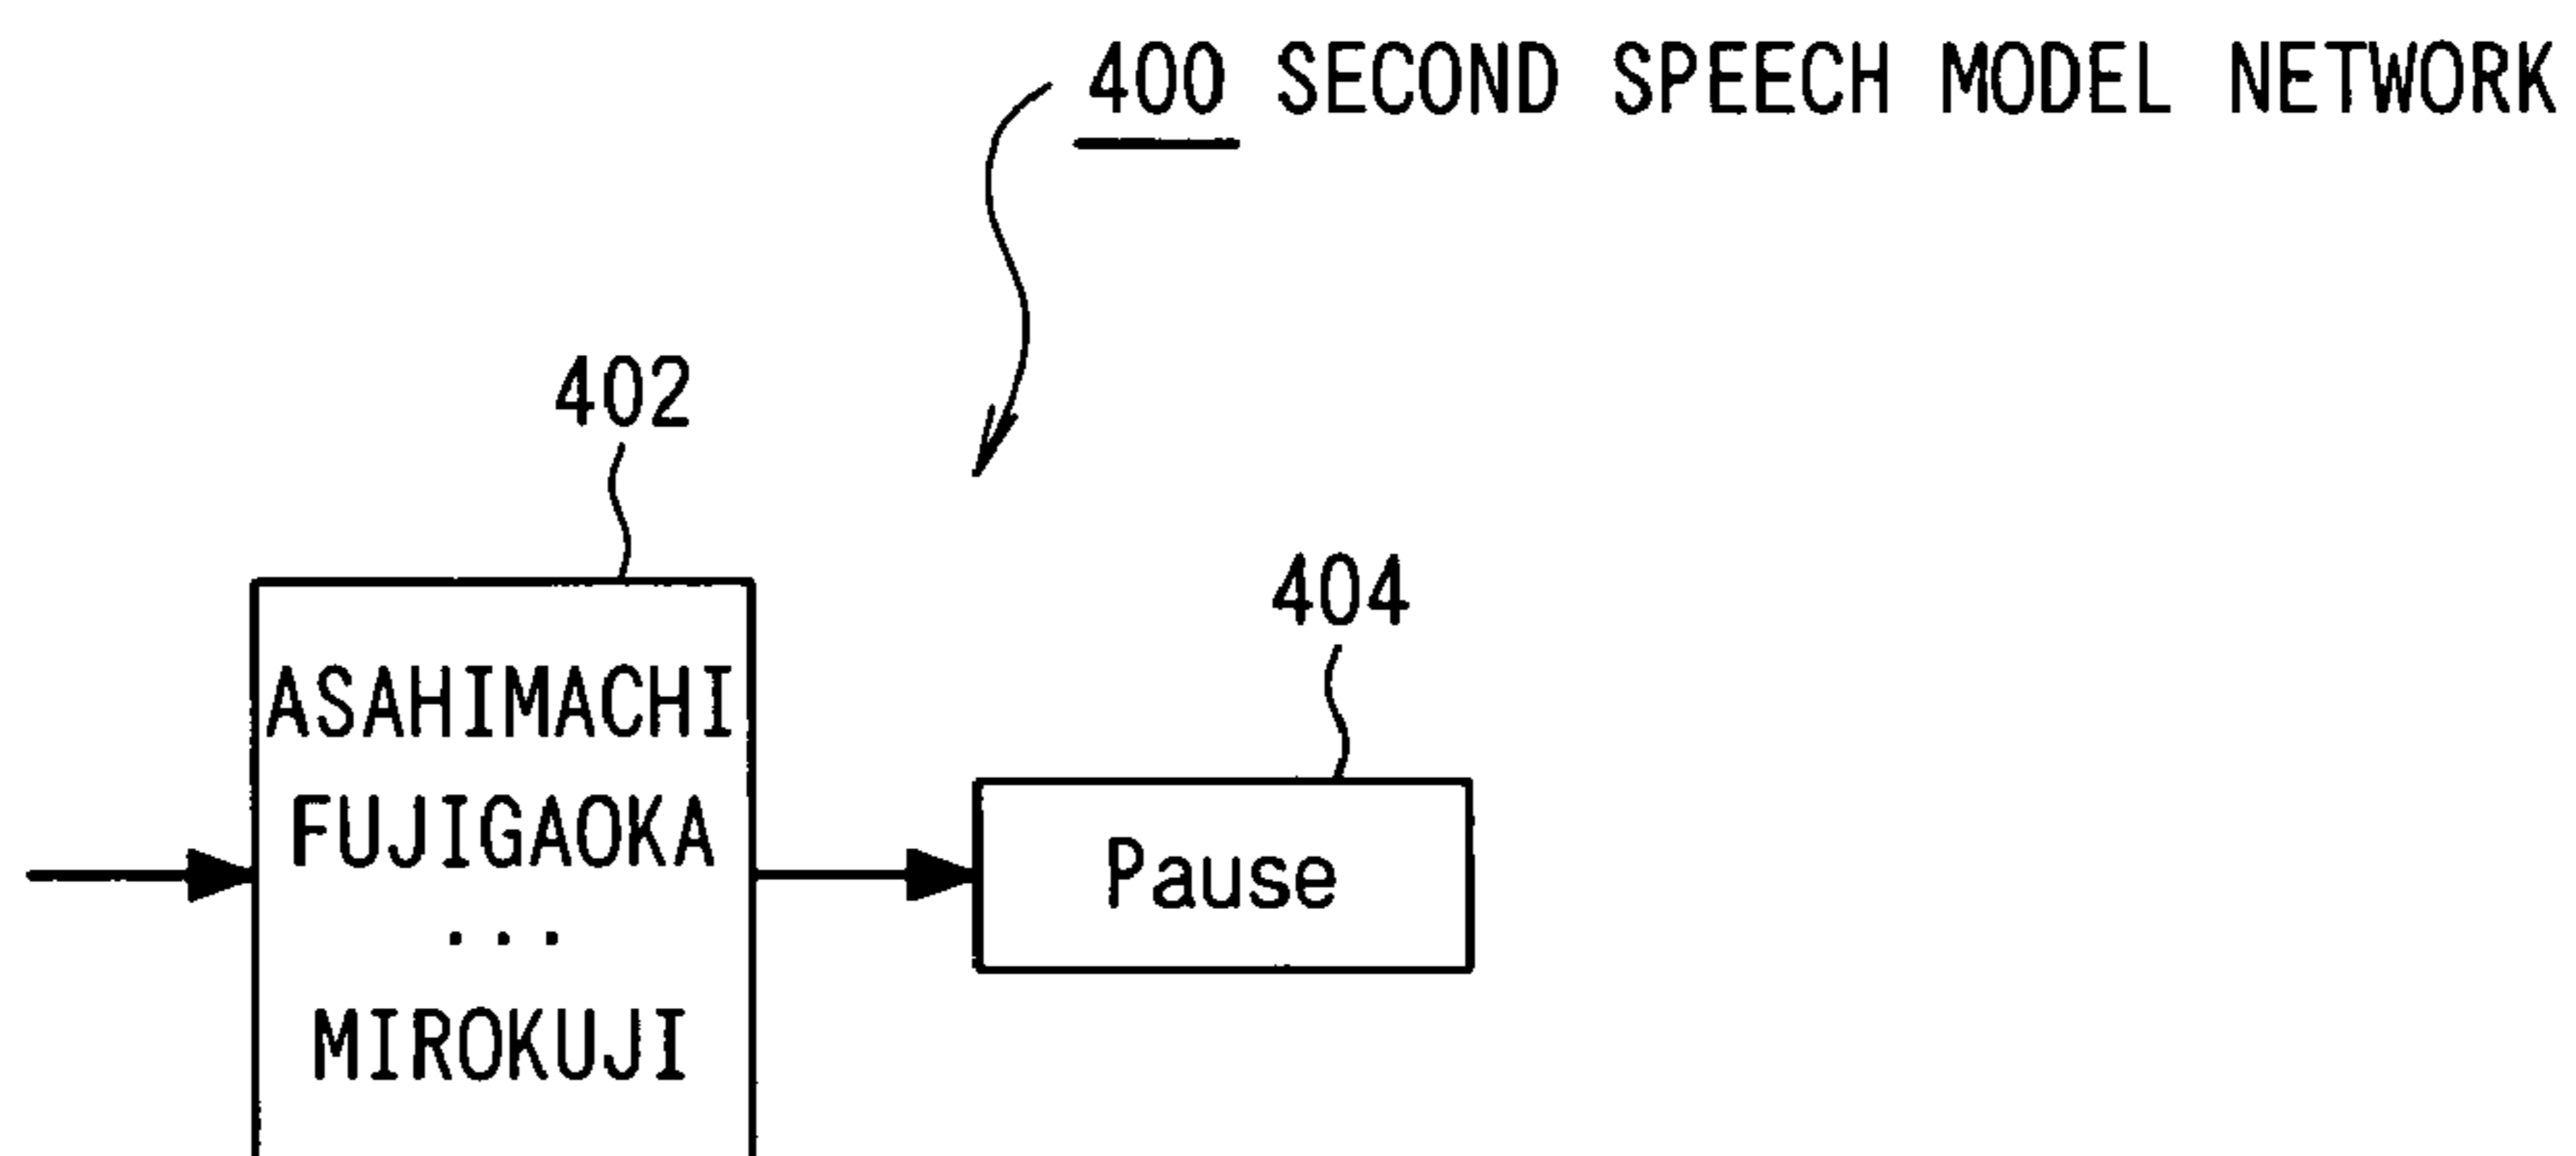 400 SECOND SPEECH MODEL NETWORK
402
404
ASAHIMACHI
FUJIGAOKA
...
MIROKUJI
Pause